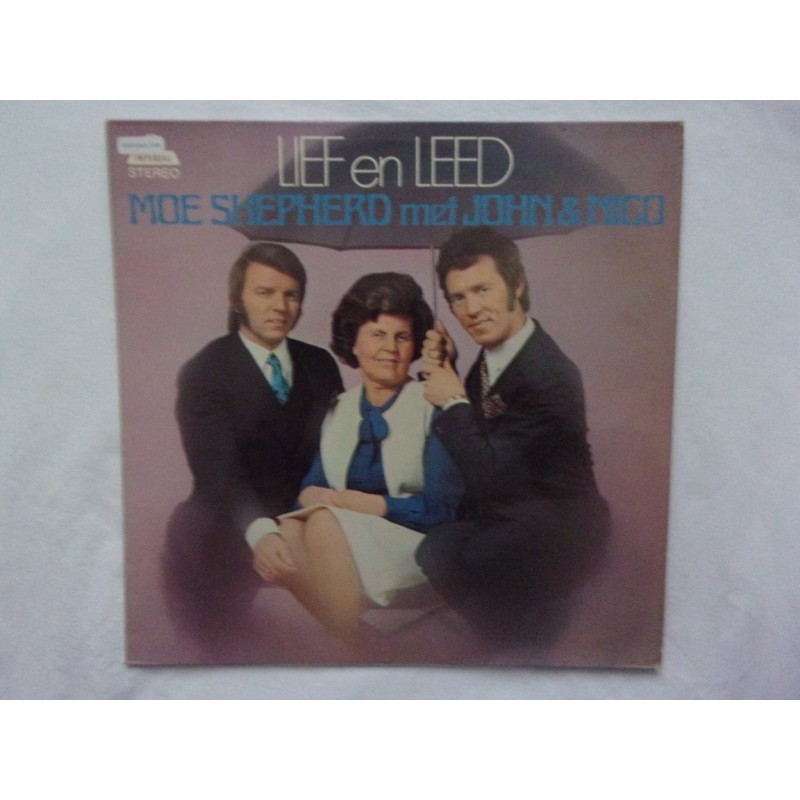 LIEF en LEED
IMPERIAL
STEREO
MOE SHEPHERD met JOHN & NICO